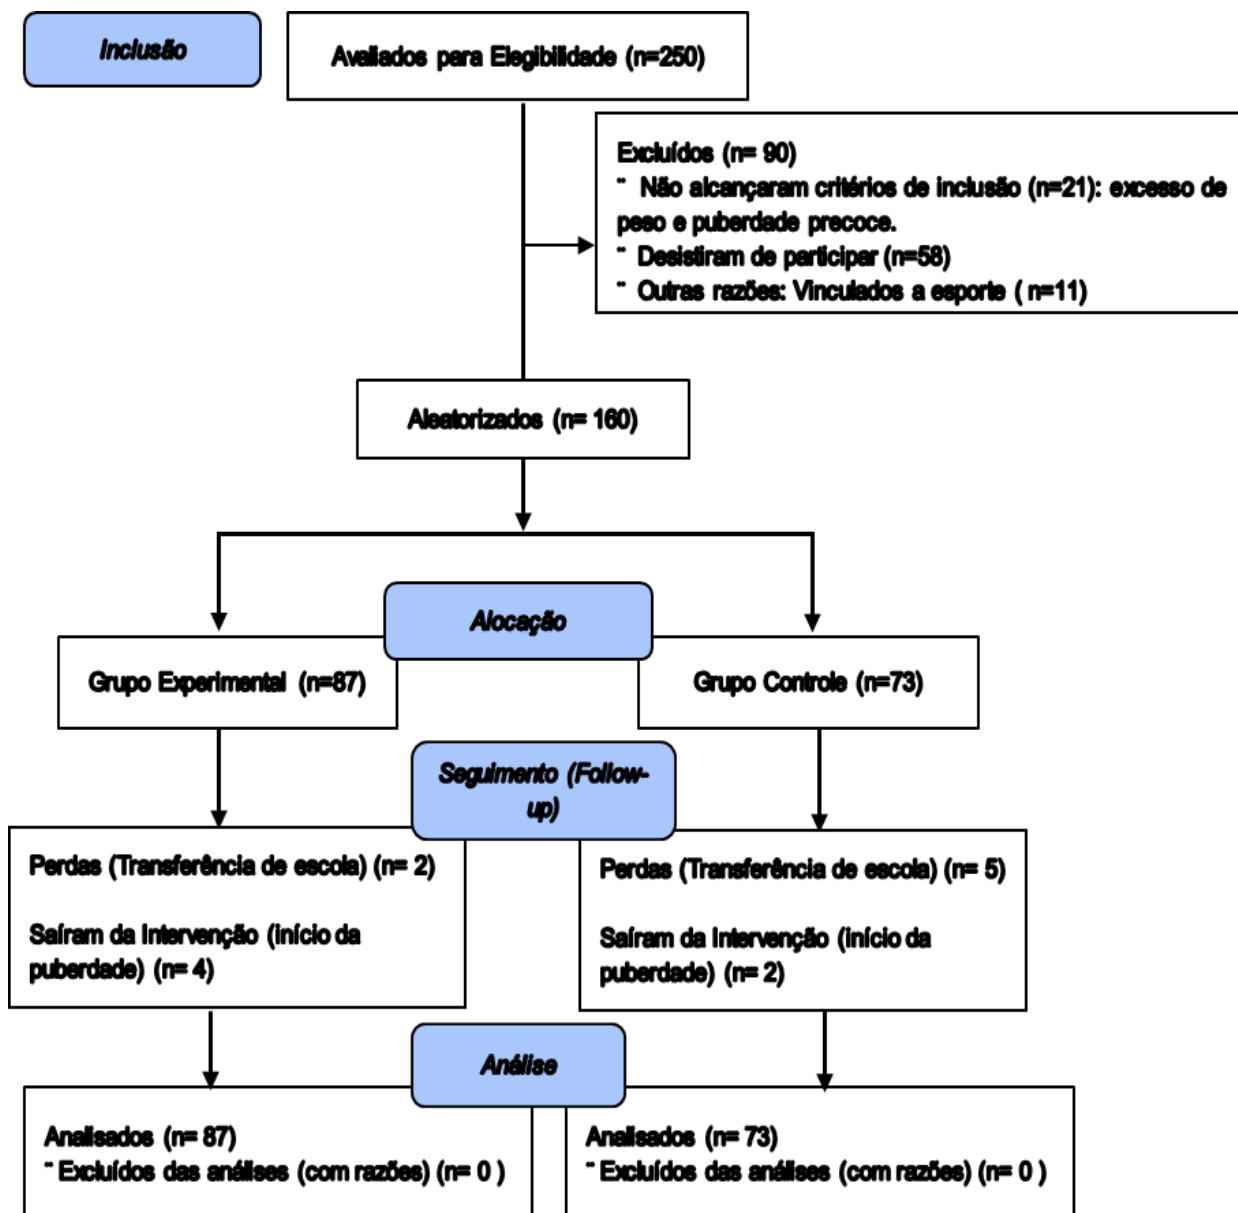 Inclusão
Avaliados para Elegibilidade (n=250)
Excluídos (n= 90)
¨ Não alcançaram critérios de inclusão (n=21): excesso de
peso e puberdade precoce.
¨ Desistiram de participar (n=58)
¨ Outras razões: Vinculados a esporte ( n=11)
Aleatorizados (n= 160)
Alocação
Grupo Experimental (n=87)
Grupo Controle (n=73)
Seguimento (Follow-
up)
Perdas (Transferência de escola) (n= 2)
Saíram da Intervenção (início da
puberdade) (n= 4)
Perdas (Transferência de escola) (n= 5)
Saíram da Intervenção (início da
puberdade) (n= 2)
Análise
Analisados (n= 87)
¨ Excluídos das análises (com razões) (n= 0 )
Analisados (n= 73)
¨ Excluídos das análises (com razões) (n= 0 )